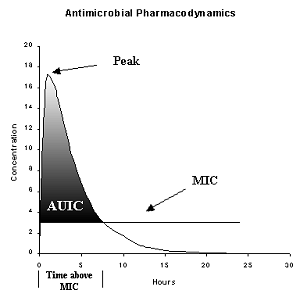 Antimicrobial Pharmacodynamics
Peak
20
18
16
14
12
10
8
6
4
2
0
Concentration
MIC
AUIC
0
5
10
15
20
25
30
Time above
MIC
Hours